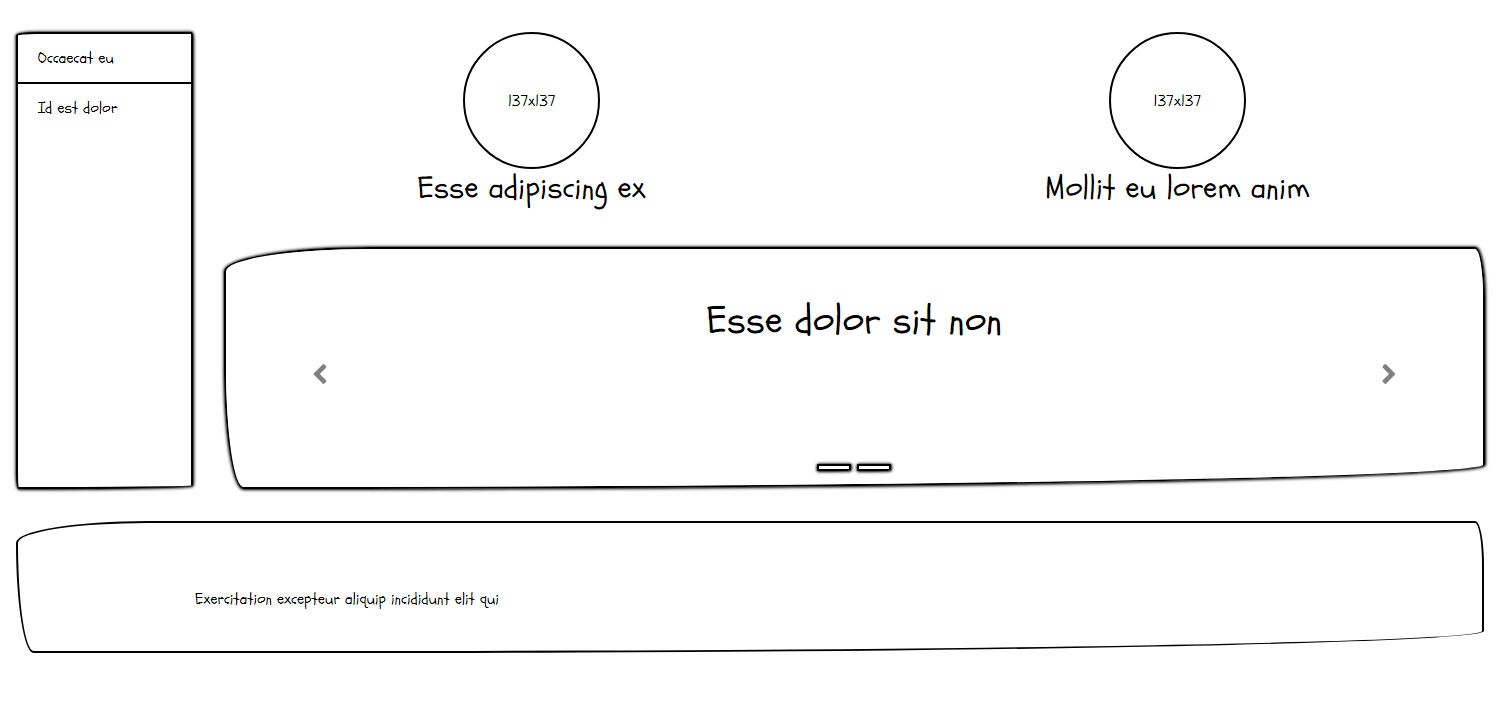 Occaecat eu
Id est dolor
137x137
Esse adipiscing ex
137x137
Mollit eu lorem anim
Esse dolor sit non
Exercitation excepteur aliquip incididunt elit qui